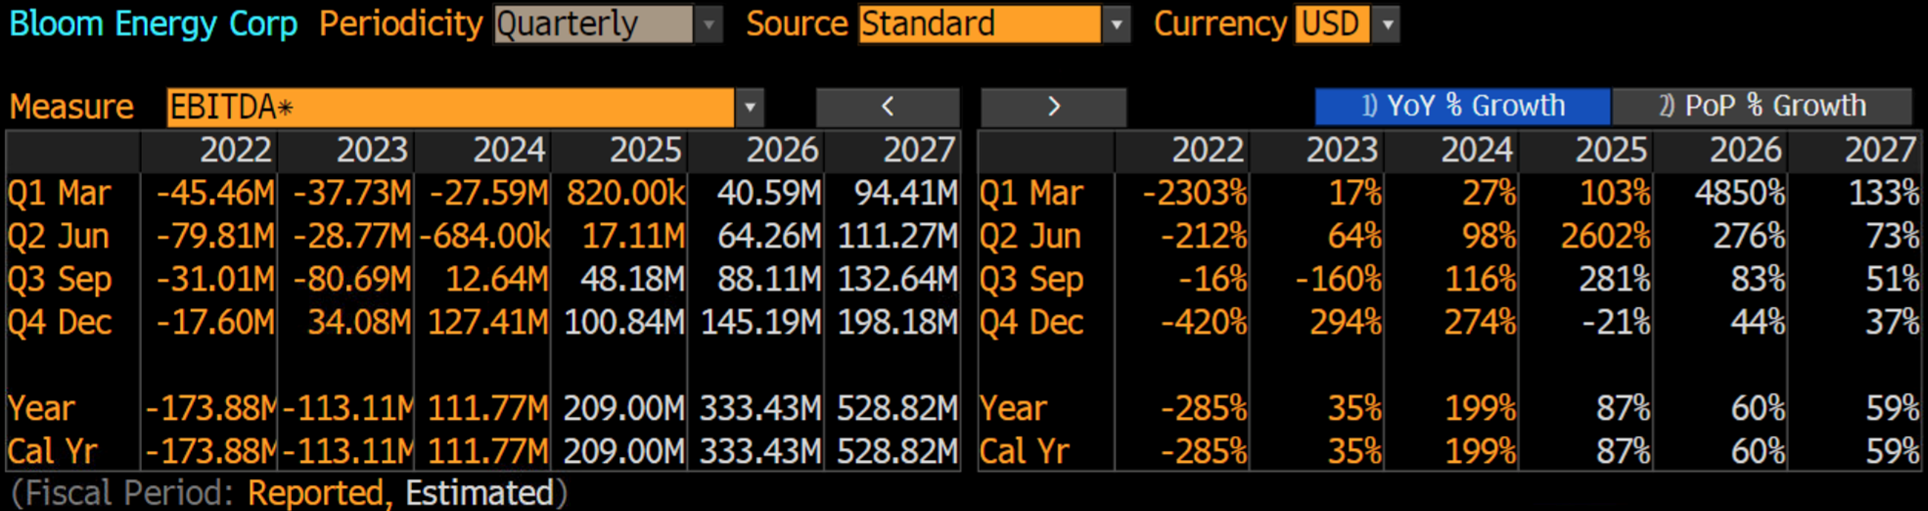 Bloom Energy Corp Periodicity Quarterly Source Standard Currency USD
Measure EBITDA* < > 1) YoY % Growth 2) PoP % Growth
2022 2023 2024 2025 2026 2027 2022 2023 2024 2025 2026 2027
Q1 Mar -45.46M -37.73M -27.59M 820.00k 40.59M 94.41M Q1 Mar -2303% 17% 27% 103% 4850% 133%
Q2 Jun -79.81M -28.77M -684.00k 17.11M 64.26M 111.27M Q2 Jun -212% 64% 98% 2602% 276% 73%
Q3 Sep -31.01M -80.69M 12.64M 48.18M 88.11M 132.64M Q3 Sep -16% -160% 116% 281% 83% 51%
Q4 Dec -17.60M 34.08M 127.41M 100.84M 145.19M 198.18M Q4 Dec -420% 294% 274% -21% 44% 37%
Year -173.88M -113.11M 111.77M 209.00M 333.43M 528.82M Year -285% 35% 199% 87% 60% 59%
Cal Yr -173.88M -113.11M 111.77M 209.00M 333.43M 528.82M Cal Yr -285% 35% 199% 87% 60% 59%
(Fiscal Period: Reported, Estimated)